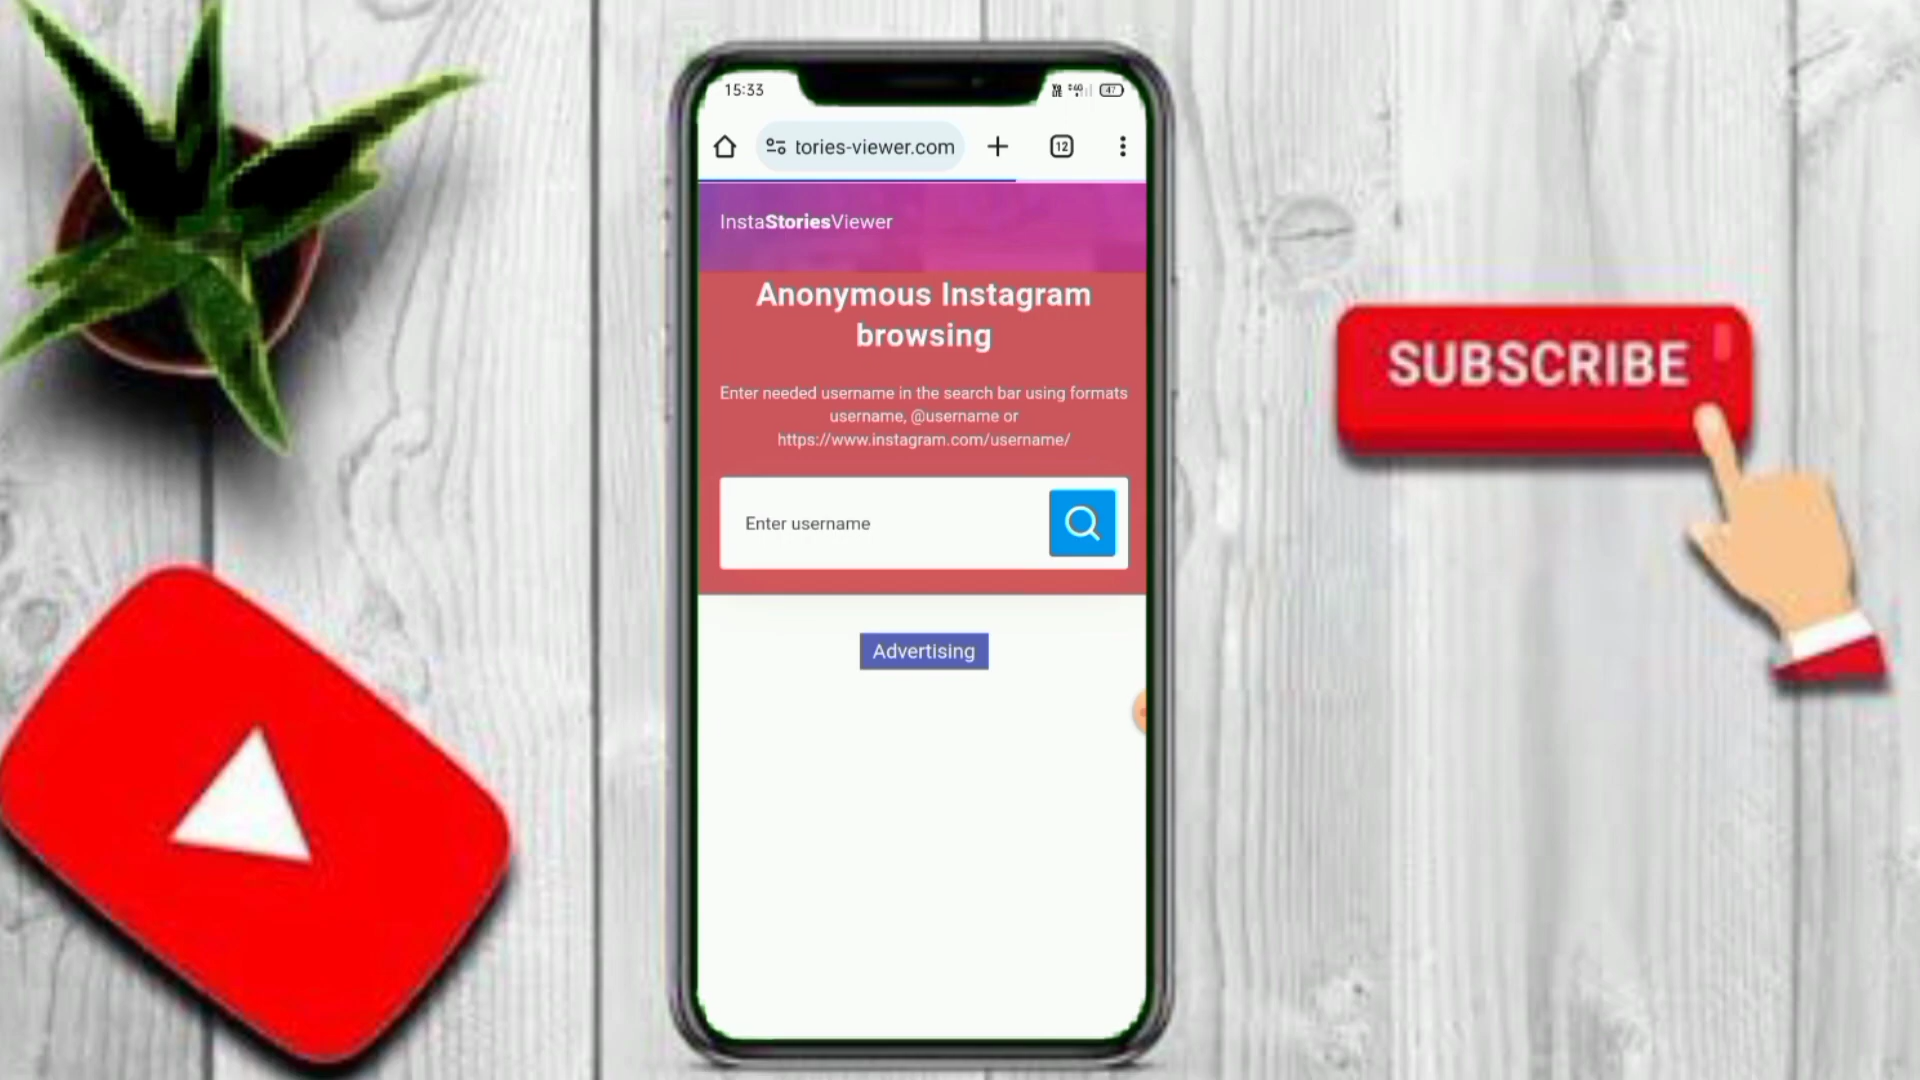 15:33
47
tories-viewer.com
12
InstaStoriesViewer
Anonymous Instagram
browsing
Enter needed username in the search bar using formats
username, @username or
https://www.instagram.com/username/
Enter username
Advertising
SUBSCRIBE